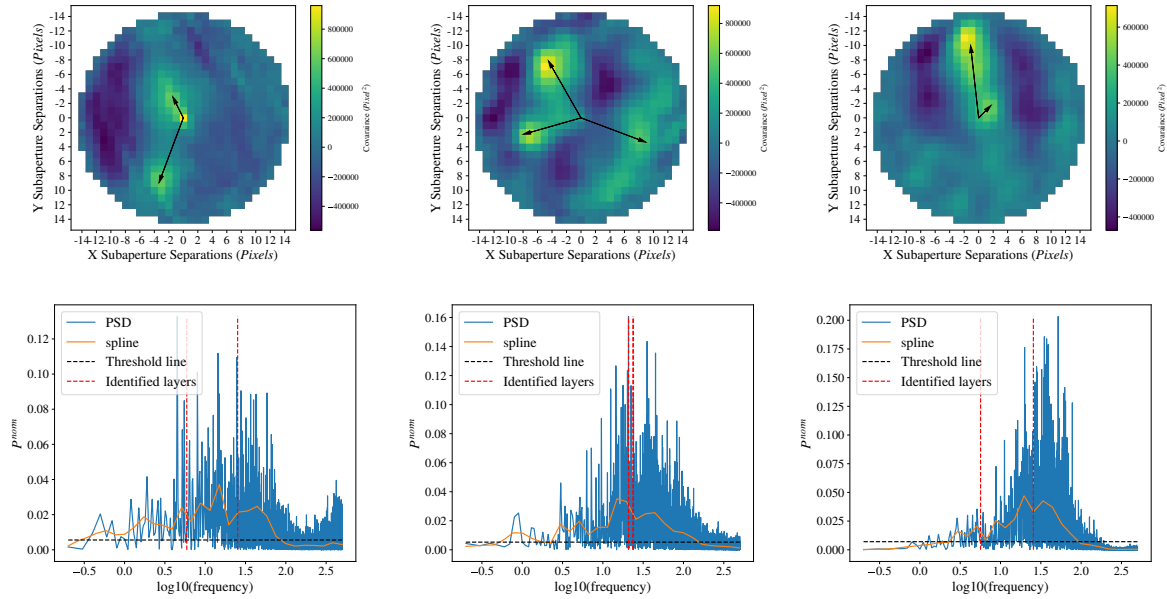 -14
-12
-10
-8
-6
-4
-2
0
2
4
6
8
10
12
14
Y Subaperture Separations (Pixels)
-14-12-10 -8 -6 -4 -2 0 2 4 6 8 10 12 14
X Subaperture Separations (Pixels)
800000
600000
400000
200000
0
−200000
−400000
Covaraince (Pixel²)
-14
-12
-10
-8
-6
-4
-2
0
2
4
6
8
10
12
14
Y Subaperture Separations (Pixels)
-14-12-10 -8 -6 -4 -2 0 2 4 6 8 10 12 14
X Subaperture Separations (Pixels)
800000
600000
400000
200000
0
−200000
−400000
Covaraince (Pixel²)
-14
-12
-10
-8
-6
-4
-2
0
2
4
6
8
10
12
14
Y Subaperture Separations (Pixels)
-14-12-10 -8 -6 -4 -2 0 2 4 6 8 10 12 14
X Subaperture Separations (Pixels)
600000
400000
200000
0
−200000
−400000
Covaraince (Pixel²)
PSD
spline
Threshold line
Identified layers
0.12
0.10
0.08
0.06
0.04
0.02
0.00
P^norm
−0.5 0.0 0.5 1.0 1.5 2.0 2.5
log10(frequency)
PSD
spline
Threshold line
Identified layers
0.16
0.14
0.12
0.10
0.08
0.06
0.04
0.02
0.00
P^norm
−0.5 0.0 0.5 1.0 1.5 2.0 2.5
log10(frequency)
PSD
spline
Threshold line
Identified layers
0.200
0.175
0.150
0.125
0.100
0.075
0.050
0.025
0.000
P^norm
−0.5 0.0 0.5 1.0 1.5 2.0 2.5
log10(frequency)